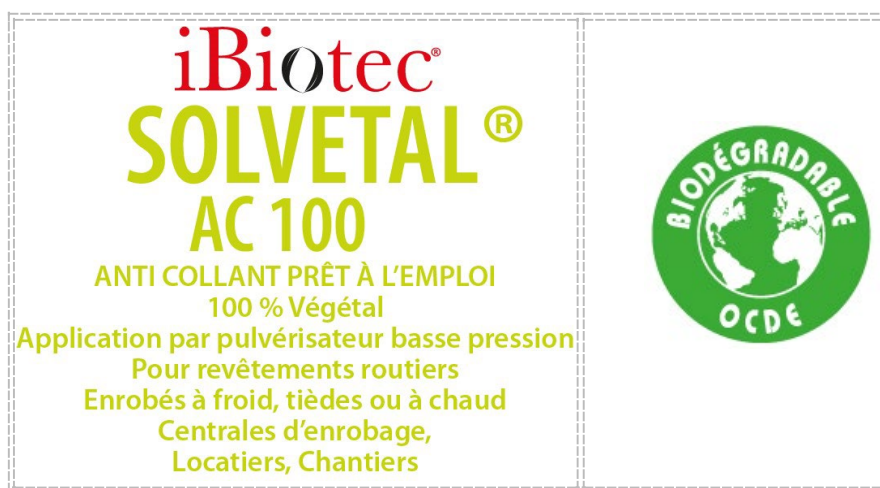 iBiotec®
SOLVETAL®
AC 100
ANTI COLLANT PRÊT À L’EMPLOI
100 % Végétal
Application par pulvérisateur basse pression
Pour revêtements routiers
Enrobés à froid, tièdes ou à chaud
Centrales d’enrobage,
Locatiers, Chantiers
BIODÉGRADABLE
OCDE